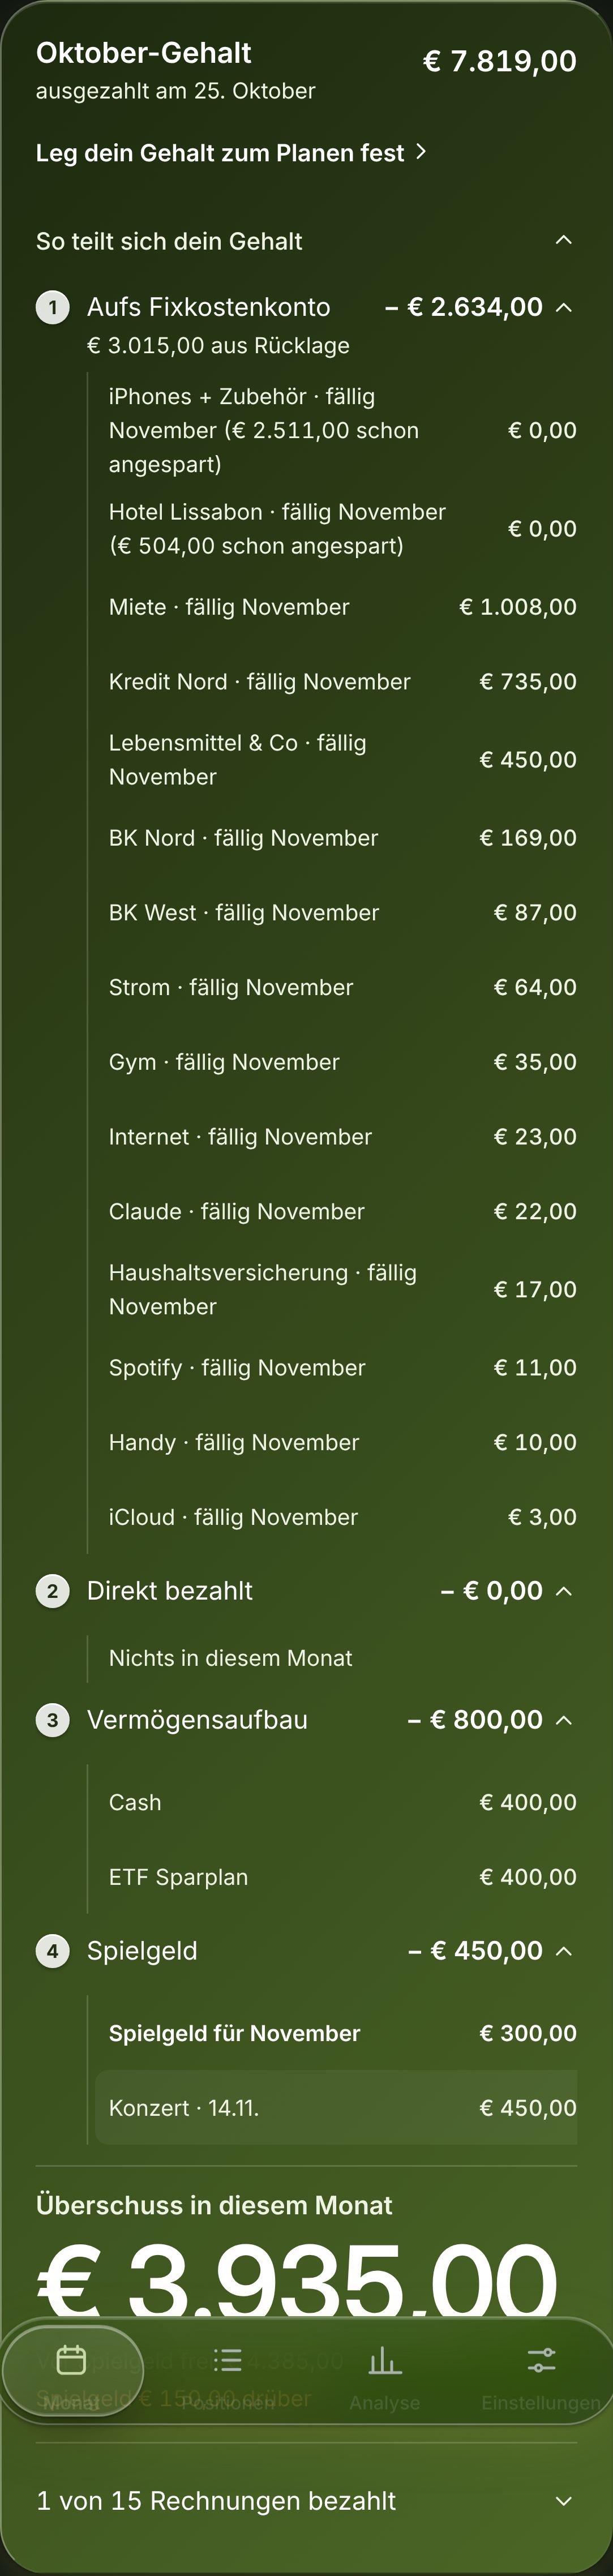 Oktober-Gehalt
€ 7.819,00
ausgezahlt am 25. Oktober
Leg dein Gehalt zum Planen fest
So teilt sich dein Gehalt
1 Aufs Fixkostenkonto – € 2.634,00
€ 3.015,00 aus Rücklage
iPhones + Zubehör · fällig
November (€ 2.511,00 schon
angespart)
€ 0,00
Hotel Lissabon · fällig November
(€ 504,00 schon angespart)
€ 0,00
Miete · fällig November € 1.008,00
Kredit Nord · fällig November € 735,00
Lebensmittel & Co · fällig
November
€ 450,00
BK Nord · fällig November € 169,00
BK West · fällig November € 87,00
Strom · fällig November € 64,00
Gym · fällig November € 35,00
Internet · fällig November € 23,00
Claude · fällig November € 22,00
Haushaltsversicherung · fällig
November
€ 17,00
Spotify · fällig November € 11,00
Handy · fällig November € 10,00
iCloud · fällig November € 3,00
2 Direkt bezahlt – € 0,00
Nichts in diesem Monat
3 Vermögensaufbau – € 800,00
Cash € 400,00
ETF Sparplan € 400,00
4 Spielgeld – € 450,00
Spielgeld für November € 300,00
Konzert · 14.11. € 450,00
Überschuss in diesem Monat
€ 3.935,00
Spielgeld € 150,00 drüber
Monat Positionen Analyse Einstellungen
1 von 15 Rechnungen bezahlt